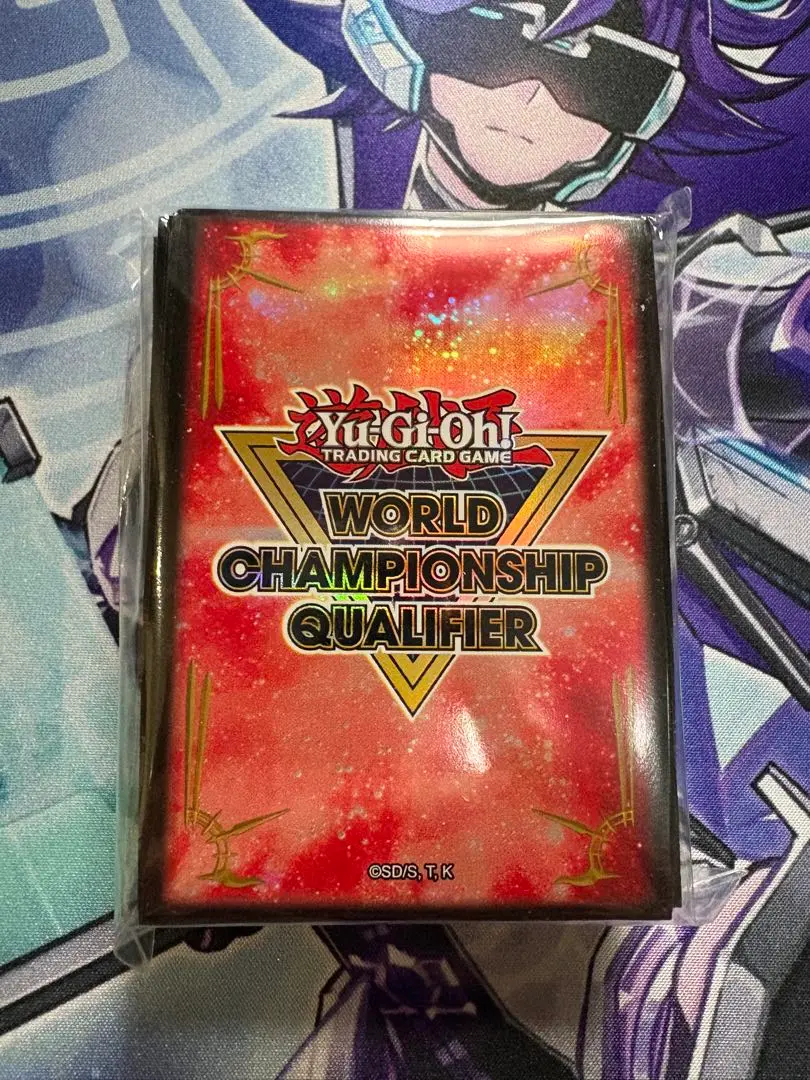 遊戯王
Yu-Gi-Oh!
TRADING CARD GAME
WORLD
CHAMPIONSHIP
QUALIFIER
©SD/S, T, K